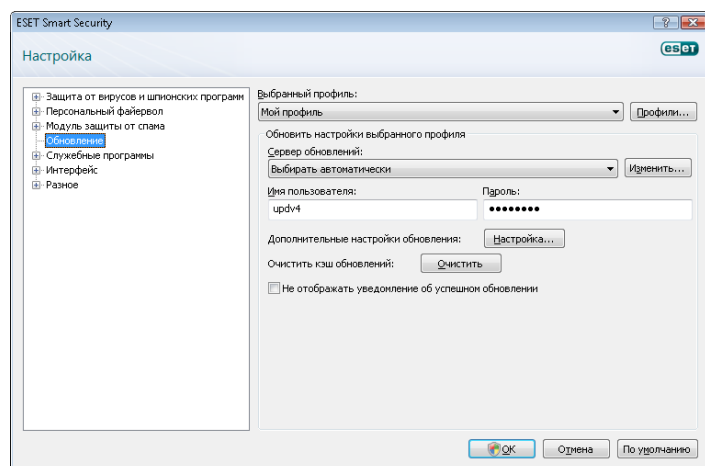 ESET Smart Security
Настройка
eset
Защита от вирусов и шпионских программ
Персональный файервол
Модуль защиты от спама
Обновление
Служебные программы
Интерфейс
Разное
Выбранный профиль:
Мой профиль
Профили...
Обновить настройки выбранного профиля
Сервер обновлений:
Выбирать автоматически
Изменить...
Имя пользователя:
Пароль:
updv4
••••••••
Дополнительные настройки обновления:
Настройка...
Очистить кэш обновлений:
Очистить
Не отображать уведомление об успешном обновлении
OK
Отмена
По умолчанию